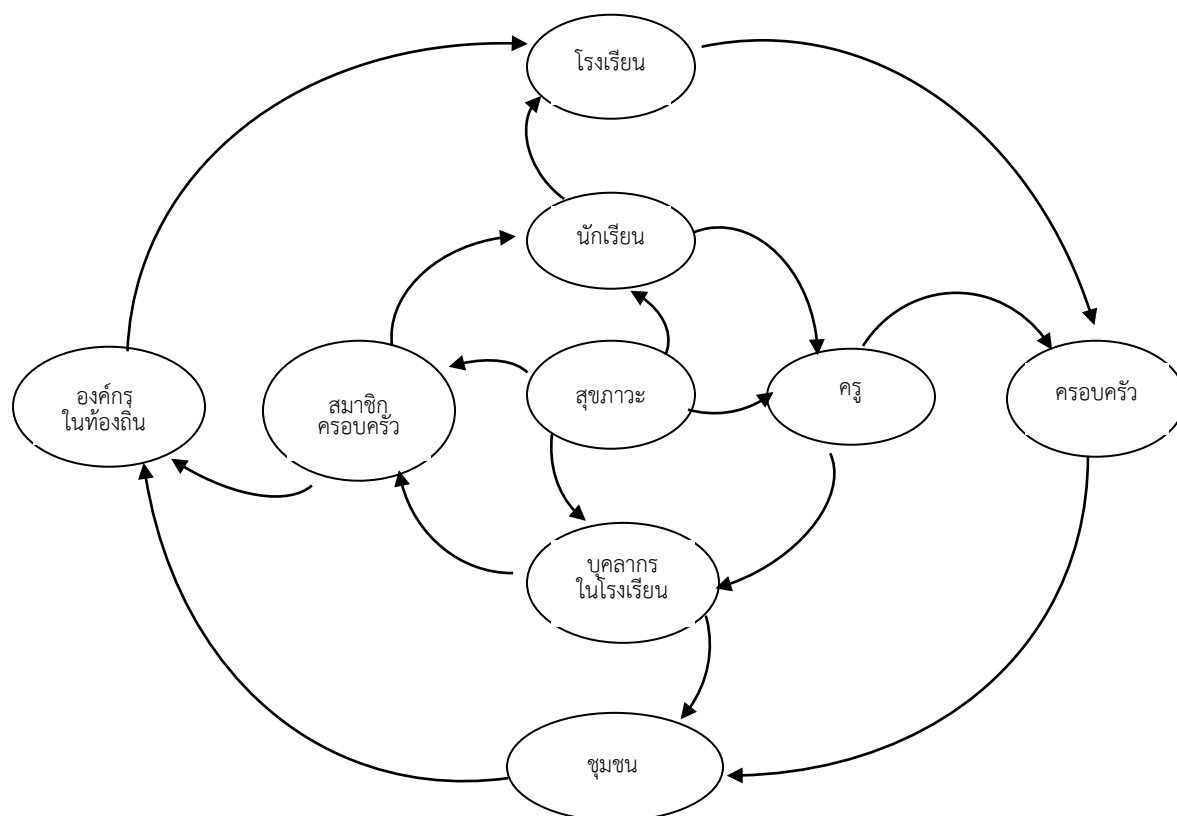 โรงเรียน
นักเรียน
องค์กร
ในท้องถิน
สมาชิก
ครอบครัว
สุขภาวะ
ครู
ครอบครัว
บุคลากร
ในโรงเรียน
ชุมชน